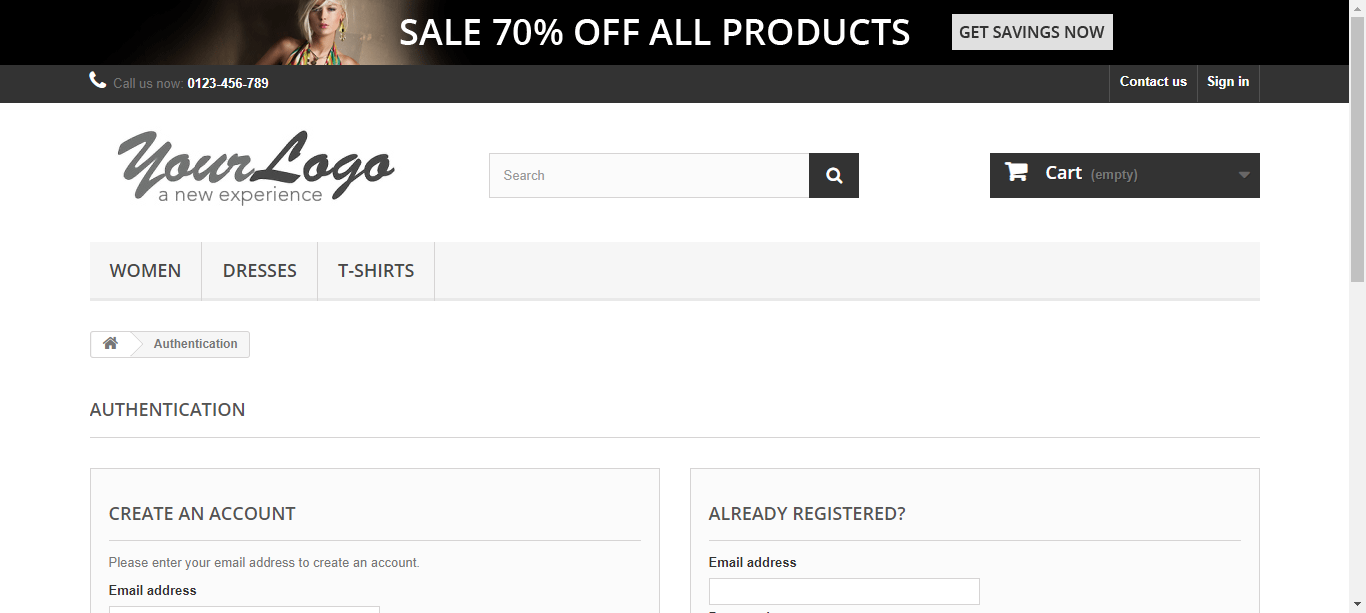 SALE 70% OFF ALL PRODUCTS GET SAVINGS NOW
Call us now: 0123-456-789 Contact us Sign in
Your Logo
a new experience
Search
Cart (empty)
WOMEN DRESSES T-SHIRTS
Authentication
AUTHENTICATION
CREATE AN ACCOUNT
Please enter your email address to create an account.
Email address
ALREADY REGISTERED?
Email address